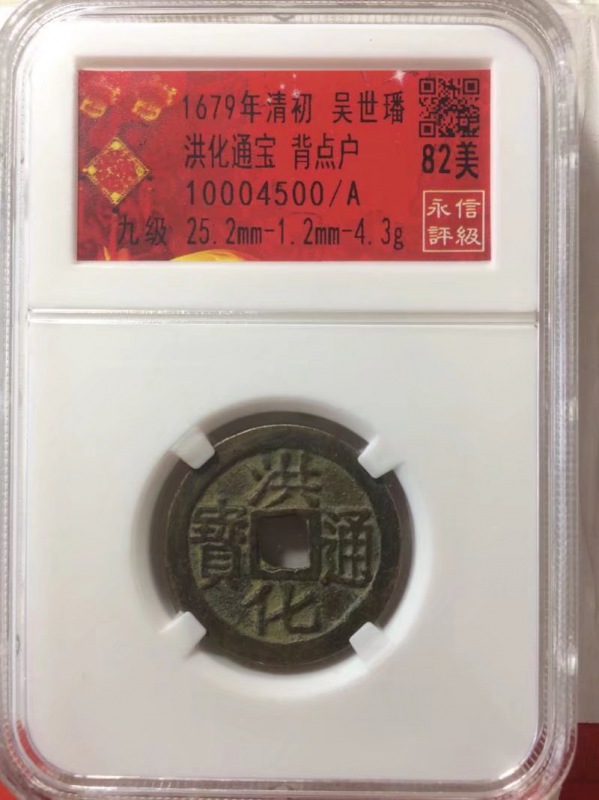 1679年清初 吴世璠
洪化通宝 背点户
10004500/A
九级 25.2mm-1.2mm-4.3g
82美
永信
評級
洪化通寶